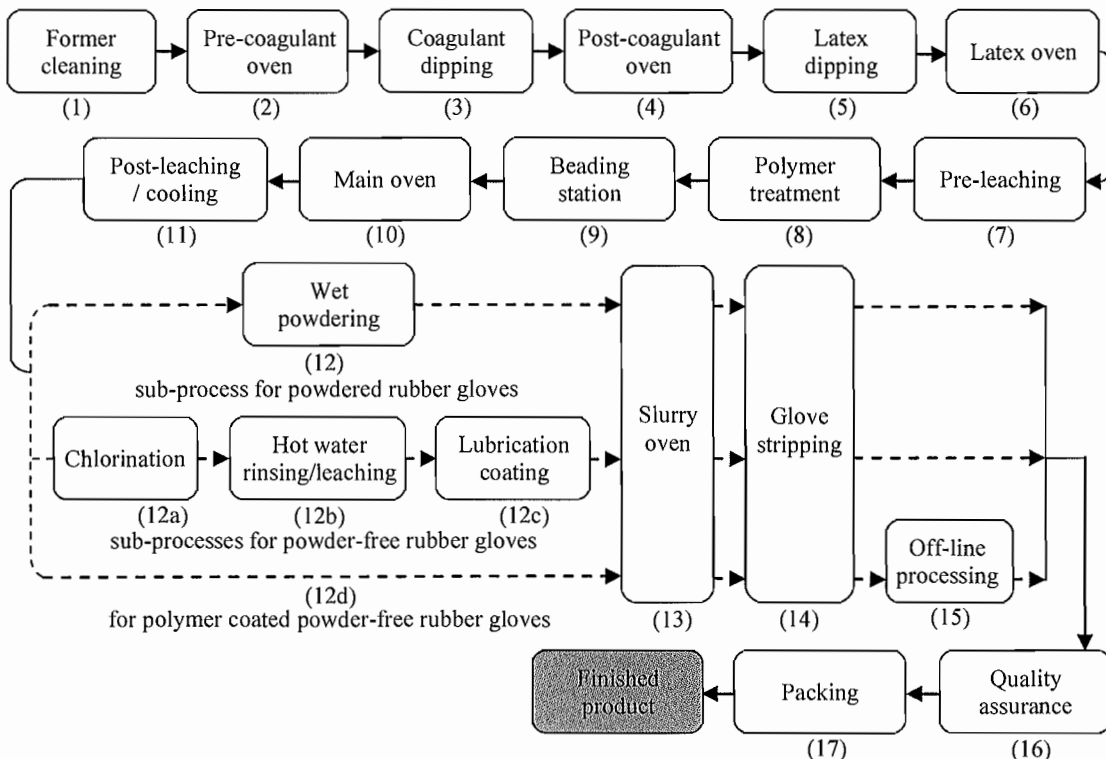 Former
cleaning
(1)
Pre-coagulant
oven
(2)
Coagulant
dipping
(3)
Post-coagulant
oven
(4)
Latex
dipping
(5)
Latex oven
(6)
Pre-leaching
(7)
Polymer
treatment
(8)
Beading
station
(9)
Main oven
(10)
Post-leaching
/ cooling
(11)
Wet
powdering
(12)
sub-process for powdered rubber gloves
Chlorination
(12a)
Hot water
rinsing/leaching
(12b)
Lubrication
coating
(12c)
sub-processes for powder-free rubber gloves
(12d)
for polymer coated powder-free rubber gloves
Slurry
oven
(13)
Glove
stripping
(14)
Off-line
processing
(15)
Quality
assurance
(16)
Packing
(17)
Finished
product